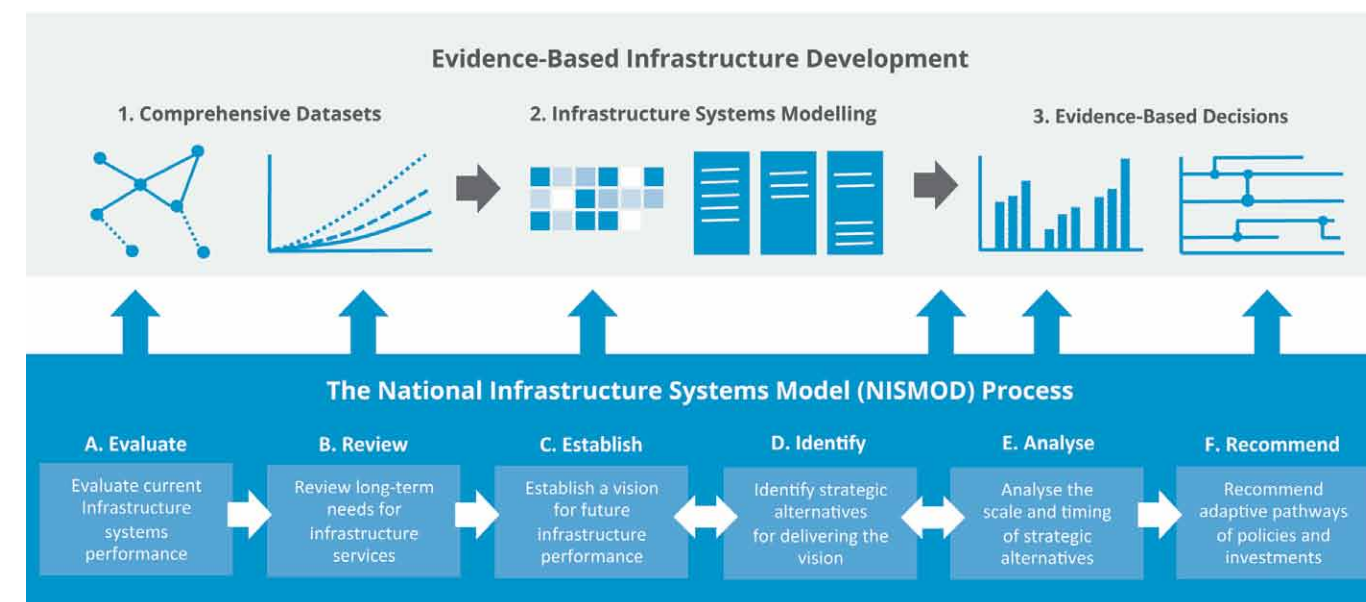 Evidence-Based Infrastructure Development
1. Comprehensive Datasets
2. Infrastructure Systems Modelling
3. Evidence-Based Decisions
The National Infrastructure Systems Model (NISMOD) Process
A. Evaluate
Evaluate current
Infrastructure
systems
performance
B. Review
Review long-term
needs for
infrastructure
services
C. Establish
Establish a vision
for future
infrastructure
performance
D. Identify
Identify strategic
alternatives
for delivering the
vision
E. Analyse
Analyse the
scale and timing
of strategic
alternatives
F. Recommend
Recommend
adaptive pathways
of policies and
investments